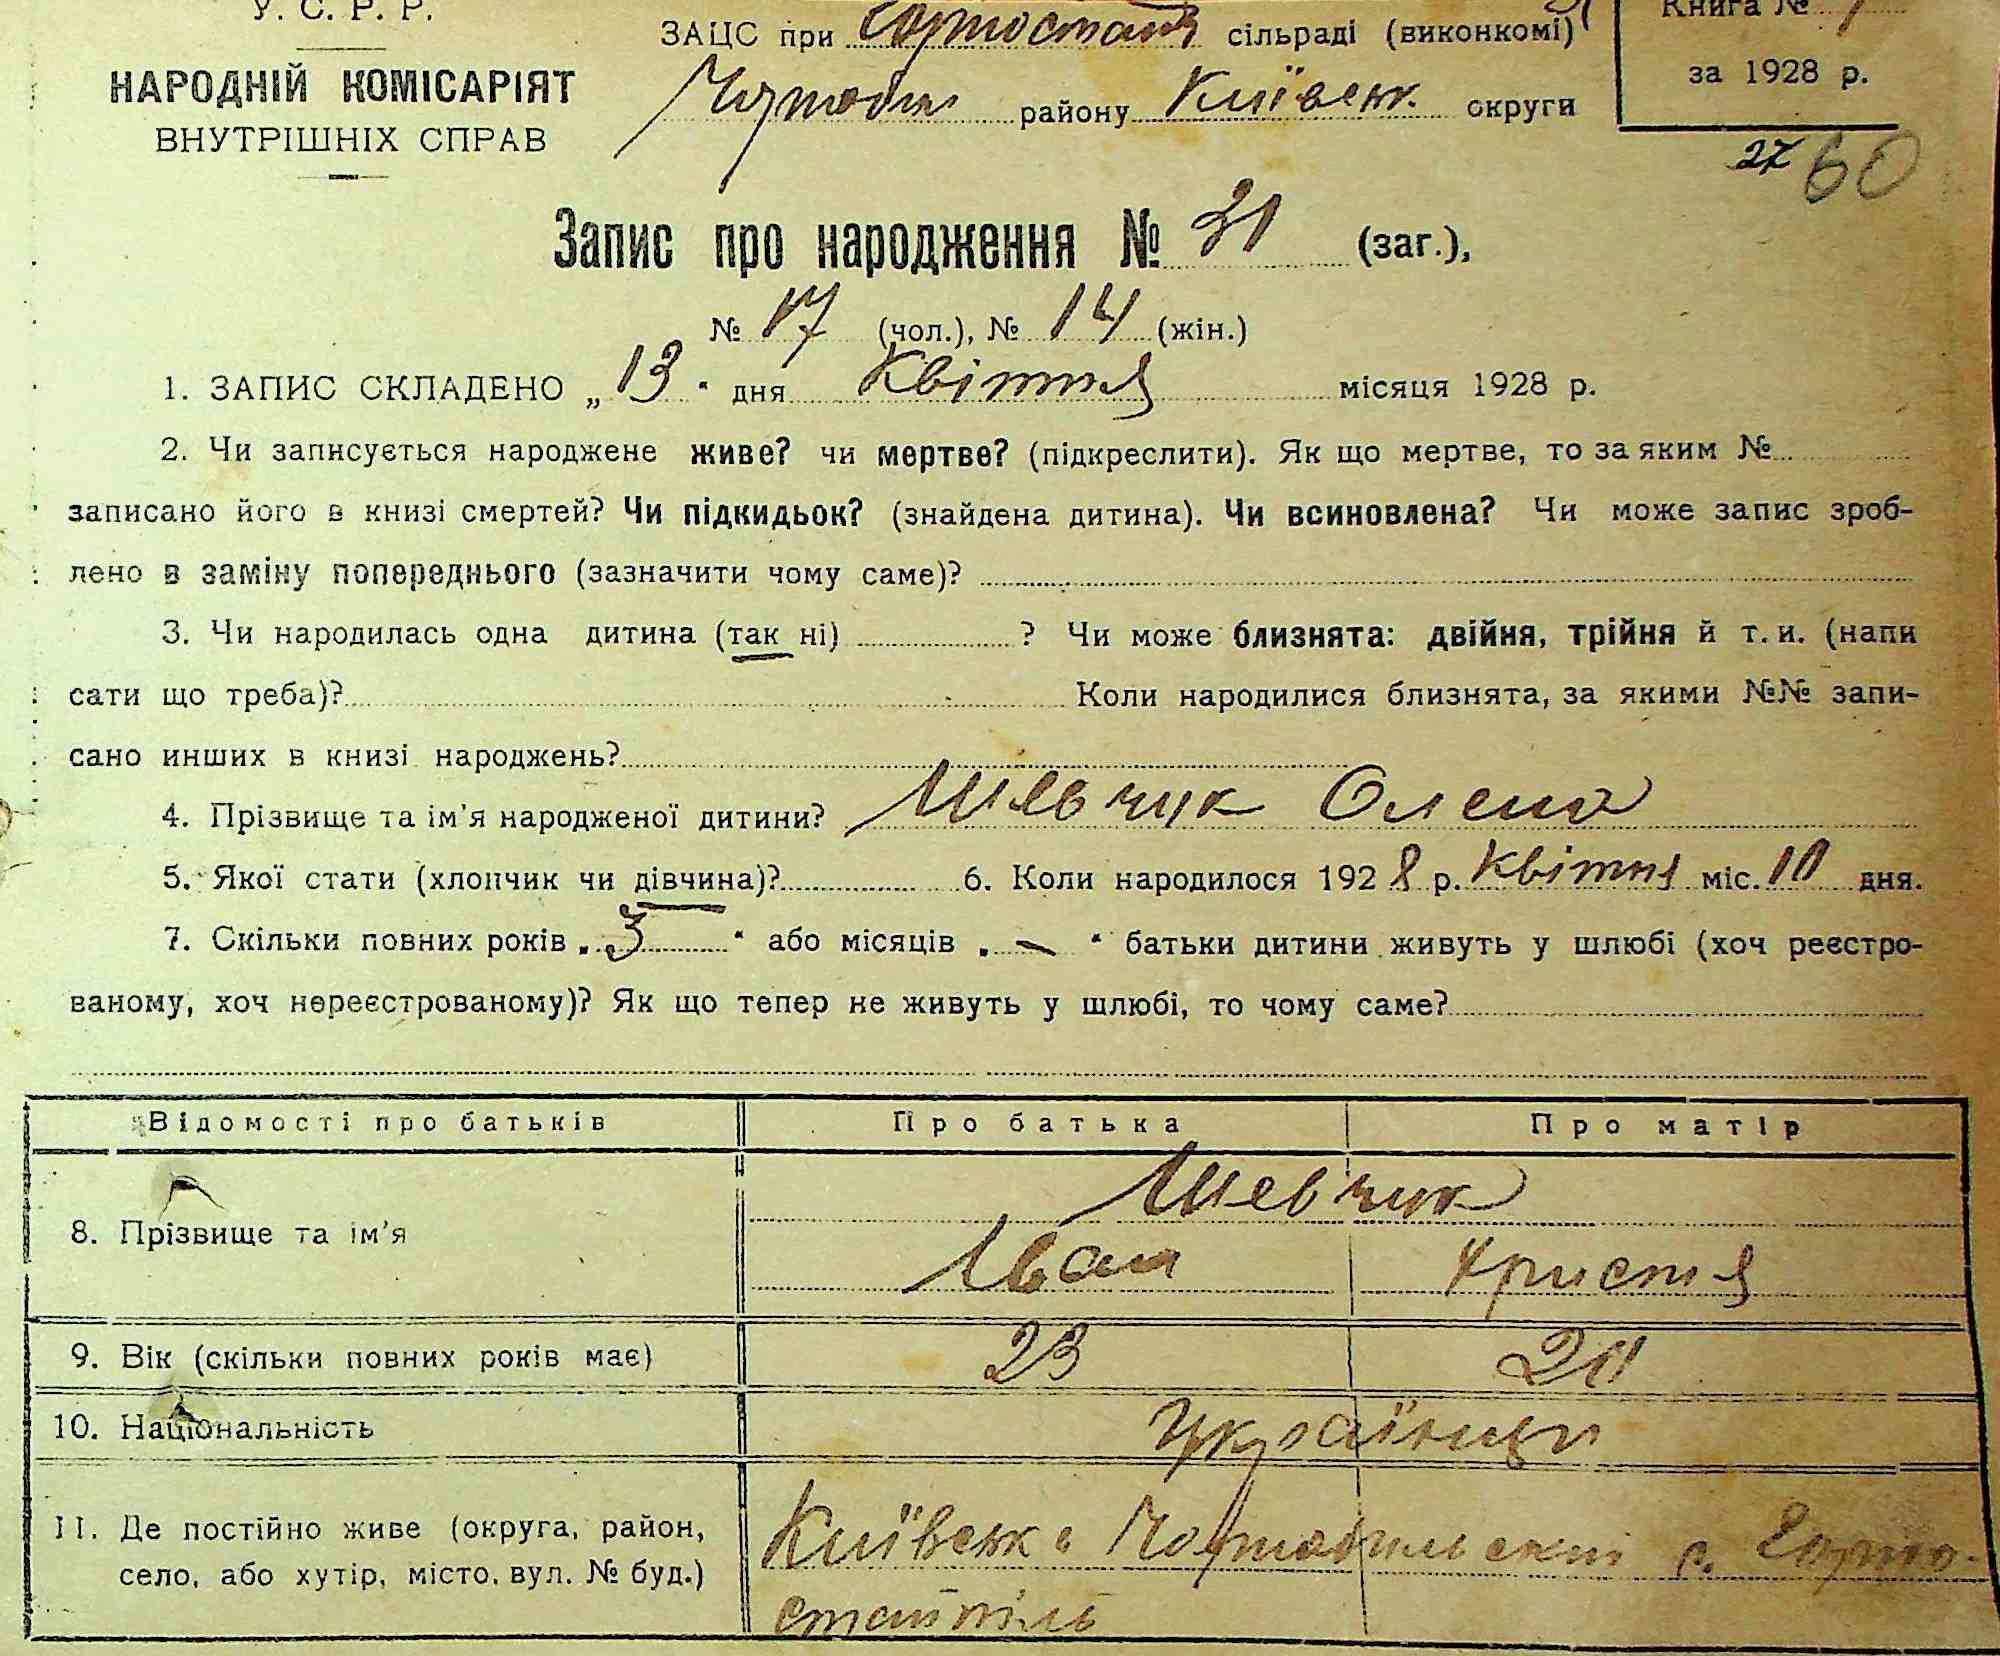 У. С. Р. Р.
НАРОДНІЙ КОМІСАРІЯТ
ВНУТРІШНІХ СПРАВ
ЗАЦС при сільраді (виконкомі)
району Київськ. округи
Книга №
за 1928 р.
27 60
Запис про народження № 31 (заг.),
№ 17 (чол.), № 14 (жін.)
1. ЗАПИС СКЛАДЕНО „ 13 " дня Квітня місяця 1928 р.
2. Чи записується народжене живе? чи мертве? (підкреслити). Як що мертве, то за яким №
записано його в книзі смертей? Чи підкидьок? (знайдена дитина). Чи всиновлена? Чи може запис зроб-
лено в заміну попереднього (зазначити чому саме)?
3. Чи народилась одна дитина (так ні) ? Чи може близнята: двійня, трійня й т. и. (напи
сати що треба)? Коли народилися близнята, за якими №№ запи-
сано инших в книзі народжень?
4. Прізвище та ім'я народженої дитини? Шевчук Олена
5. Якої стати (хлопчик чи дівчина)? 6. Коли народилося 1928 р. Квітня міс. 10 дня.
7. Скільки повних років „ 3 " або місяців „ – " батьки дитини живуть у шлюбі (хоч реєстро-
ваному, хоч нереєстрованому)? Як що тепер не живуть у шлюбі, то чому саме?
Відомості про батьків Про батька Про матір
8. Прізвище та ім'я Шевчук
Іван Христя
9. Вік (скільки повних років має) 23 20
10. Національність Українци
11. Де постійно живе (округа, район,
село, або хутір, місто, вул. № буд.)
Київськ. Чорнобильский с. Горно-
стайпіль